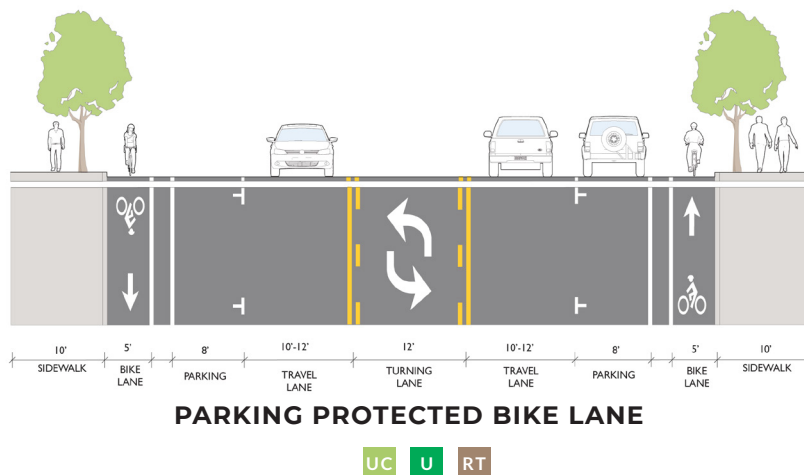 10' 5' 8' 10'-12' 12' 10'-12' 8' 5' 10'
SIDEWALK BIKE LANE PARKING TRAVEL LANE TURNING LANE TRAVEL LANE PARKING BIKE LANE SIDEWALK
PARKING PROTECTED BIKE LANE
UC U RT